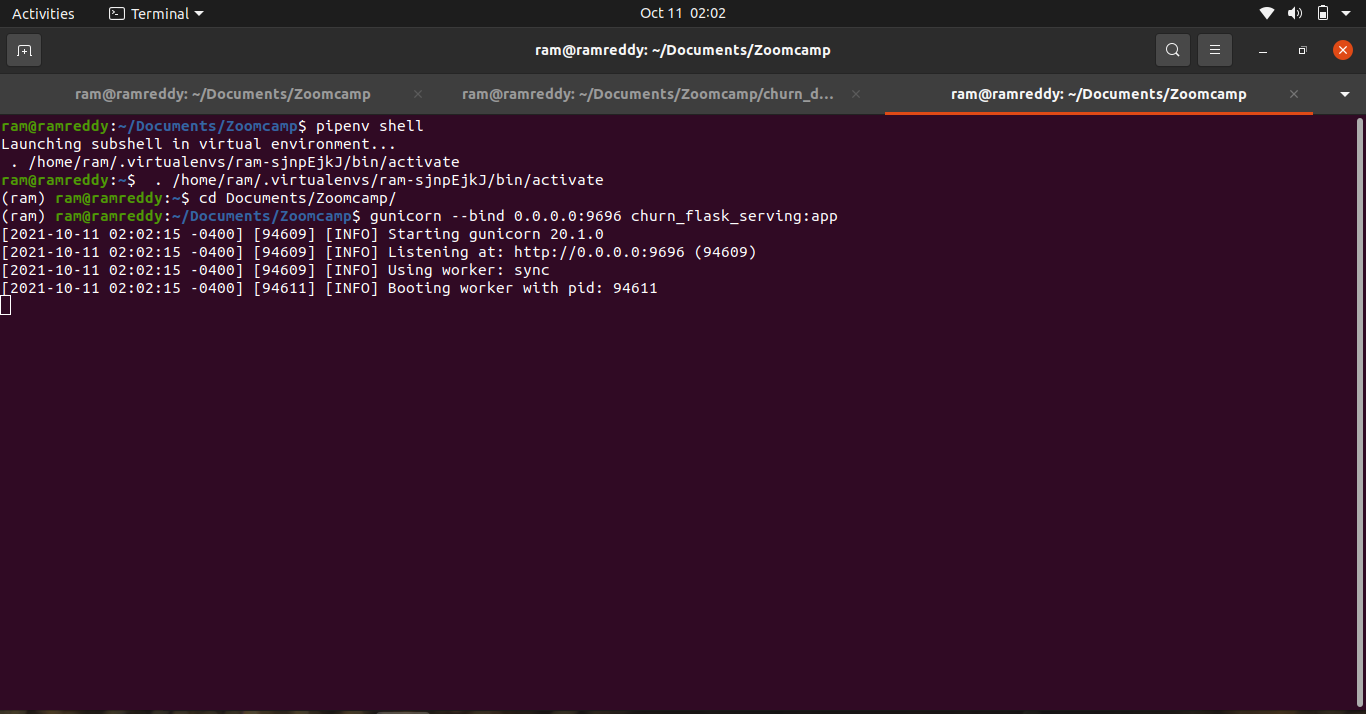 Activities Terminal Oct 11 02:02
ram@ramreddy: ~/Documents/Zoomcamp
ram@ramreddy: ~/Documents/Zoomcamp ram@ramreddy: ~/Documents/Zoomcamp/churn_d... ram@ramreddy: ~/Documents/Zoomcamp
ram@ramreddy:~/Documents/Zoomcamp$ pipenv shell
Launching subshell in virtual environment...
 . /home/ram/.virtualenvs/ram-sjnpEjkJ/bin/activate
ram@ramreddy:~$  . /home/ram/.virtualenvs/ram-sjnpEjkJ/bin/activate
(ram) ram@ramreddy:~$ cd Documents/Zoomcamp/
(ram) ram@ramreddy:~/Documents/Zoomcamp$ gunicorn --bind 0.0.0.0:9696 churn_flask_serving:app
[2021-10-11 02:02:15 -0400] [94609] [INFO] Starting gunicorn 20.1.0
[2021-10-11 02:02:15 -0400] [94609] [INFO] Listening at: http://0.0.0.0:9696 (94609)
[2021-10-11 02:02:15 -0400] [94609] [INFO] Using worker: sync
[2021-10-11 02:02:15 -0400] [94611] [INFO] Booting worker with pid: 94611